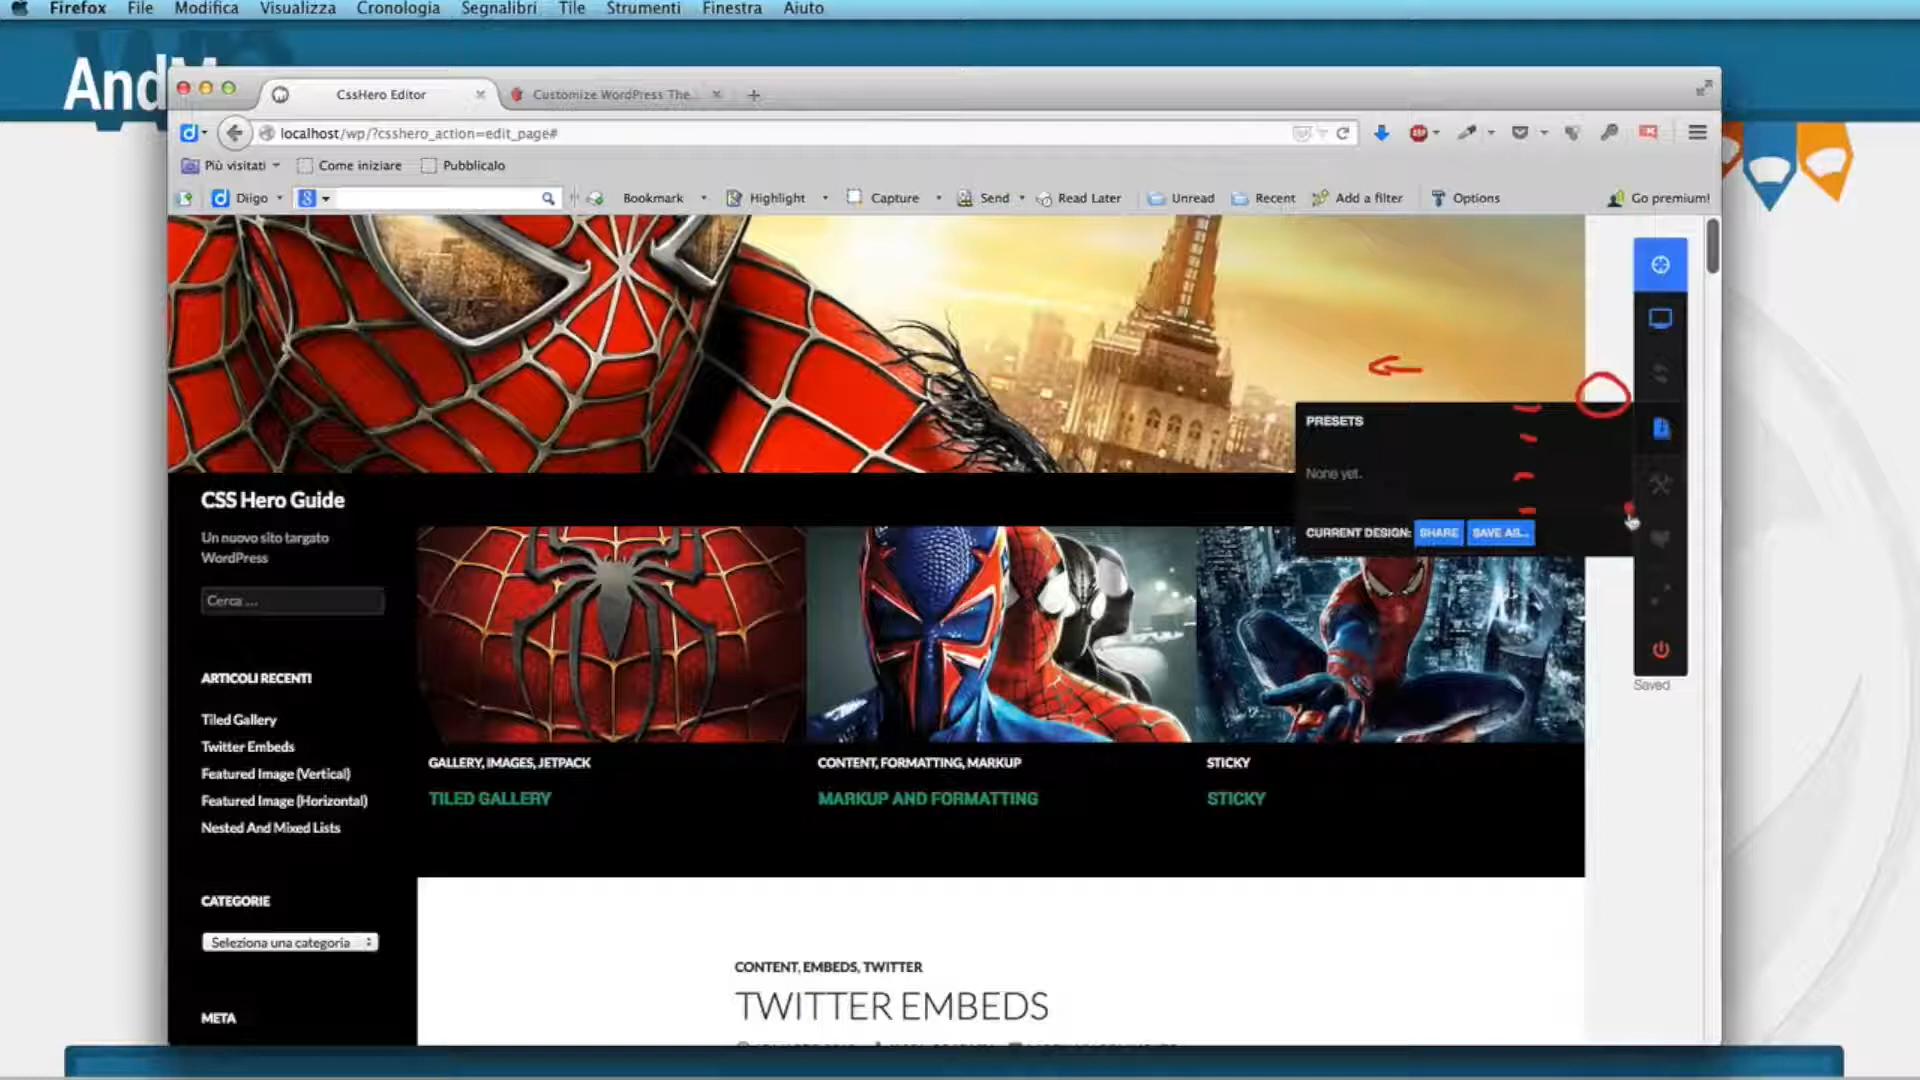 Firefox File Modifica Visualizza Cronologia Segnalibri Tile Strumenti Finestra Aiuto
CssHero Editor Customize WordPress The...
localhost/wp/?csshero_action=edit_page#
Più visitati Come iniziare Pubblicalo
Diigo Bookmark Highlight Capture Send Read Later Unread Recent Add a filter Options Go premium!
PRESETS
None yet.
CURRENT DESIGN: SHARE SAVE AS...
Saved
CSS Hero Guide
Un nuovo sito targato
WordPress
Cerca ...
ARTICOLI RECENTI
Tiled Gallery
Twitter Embeds
Featured Image (Vertical)
Featured Image (Horizontal)
Nested And Mixed Lists
CATEGORIE
Seleziona una categoria
META
GALLERY, IMAGES, JETPACK
TILED GALLERY
CONTENT, FORMATTING, MARKUP
MARKUP AND FORMATTING
STICKY
STICKY
CONTENT, EMBEDS, TWITTER
TWITTER EMBEDS